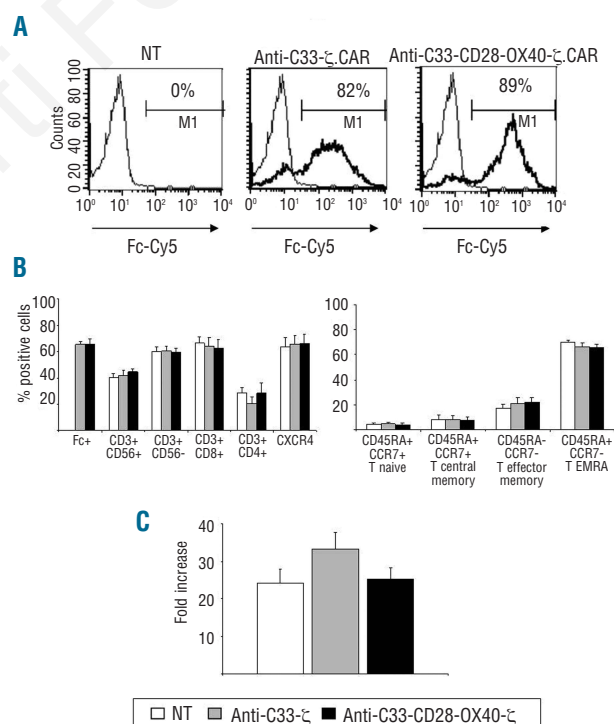 A
NT
Anti-C33-ζ.CAR
Anti-C33-CD28-OX40-ζ.CAR
Counts
100
80
60
40
20
0
0%
M1
82%
M1
89%
M1
10⁰ 10¹ 10² 10³ 10⁴
10⁰ 10¹ 10² 10³ 10⁴
10⁰ 10¹ 10² 10³ 10⁴
Fc-Cy5
Fc-Cy5
Fc-Cy5
B
% positive cells
100
80
60
40
20
Fc+
CD3+
CD56+
CD3+
CD56-
CD3+
CD8+
CD3+
CD4+
CXCR4
100
80
60
40
20
CD45RA+
CCR7+
T naive
CD45RA+
CCR7+
T central
memory
CD45RA-
CCR7-
T effector
memory
CD45RA+
CCR7-
T EMRA
C
Fold increase
40
30
20
10
NT Anti-C33-ζ Anti-C33-CD28-OX40-ζ